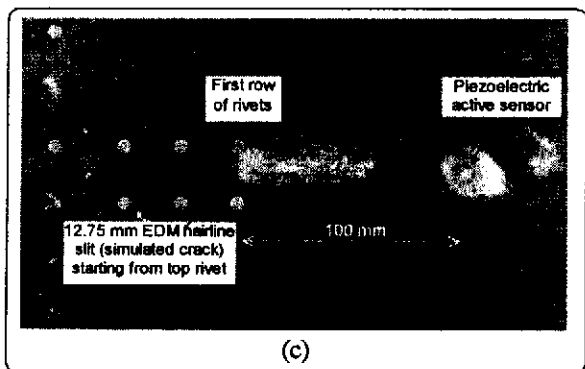 First row
of rivets
Piezoelectric
active sensor
12.75 mm EDM hairline
slit (simulated crack)
starting from top rivet
100 mm
(c)